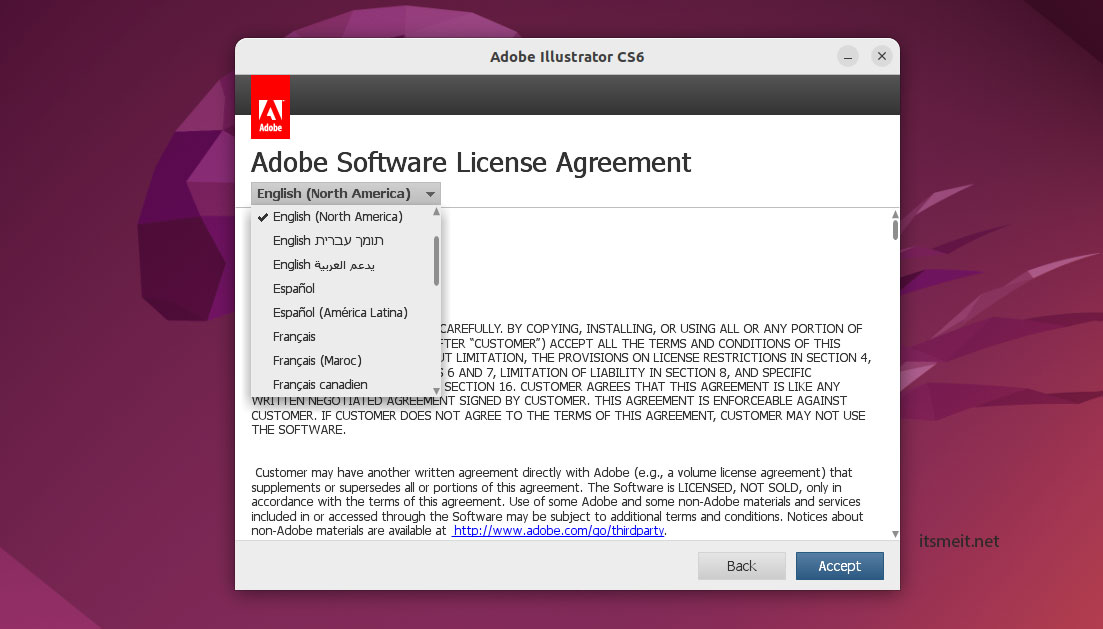 Adobe Illustrator CS6
Adobe
Adobe Software License Agreement
English (North America)
English (North America)
English תומך עברית
English يدعم العربية
Español
Español (América Latina)
Français
Français (Maroc)
Français canadien
CAREFULLY. BY COPYING, INSTALLING, OR USING ALL OR ANY PORTION OF
FTER “CUSTOMER”) ACCEPT ALL THE TERMS AND CONDITIONS OF THIS
UT LIMITATION, THE PROVISIONS ON LICENSE RESTRICTIONS IN SECTION 4,
6 AND 7, LIMITATION OF LIABILITY IN SECTION 8, AND SPECIFIC
SECTION 16. CUSTOMER AGREES THAT THIS AGREEMENT IS LIKE ANY
WRITTEN NEGOTIATED AGREEMENT SIGNED BY CUSTOMER. THIS AGREEMENT IS ENFORCEABLE AGAINST
CUSTOMER. IF CUSTOMER DOES NOT AGREE TO THE TERMS OF THIS AGREEMENT, CUSTOMER MAY NOT USE
THE SOFTWARE.
Customer may have another written agreement directly with Adobe (e.g., a volume license agreement) that
supplements or supersedes all or portions of this agreement. The Software is LICENSED, NOT SOLD, only in
accordance with the terms of this agreement. Use of some Adobe and some non-Adobe materials and services
included in or accessed through the Software may be subject to additional terms and conditions. Notices about
non-Adobe materials are available at http://www.adobe.com/go/thirdparty.
Back
Accept
itsmeit.net